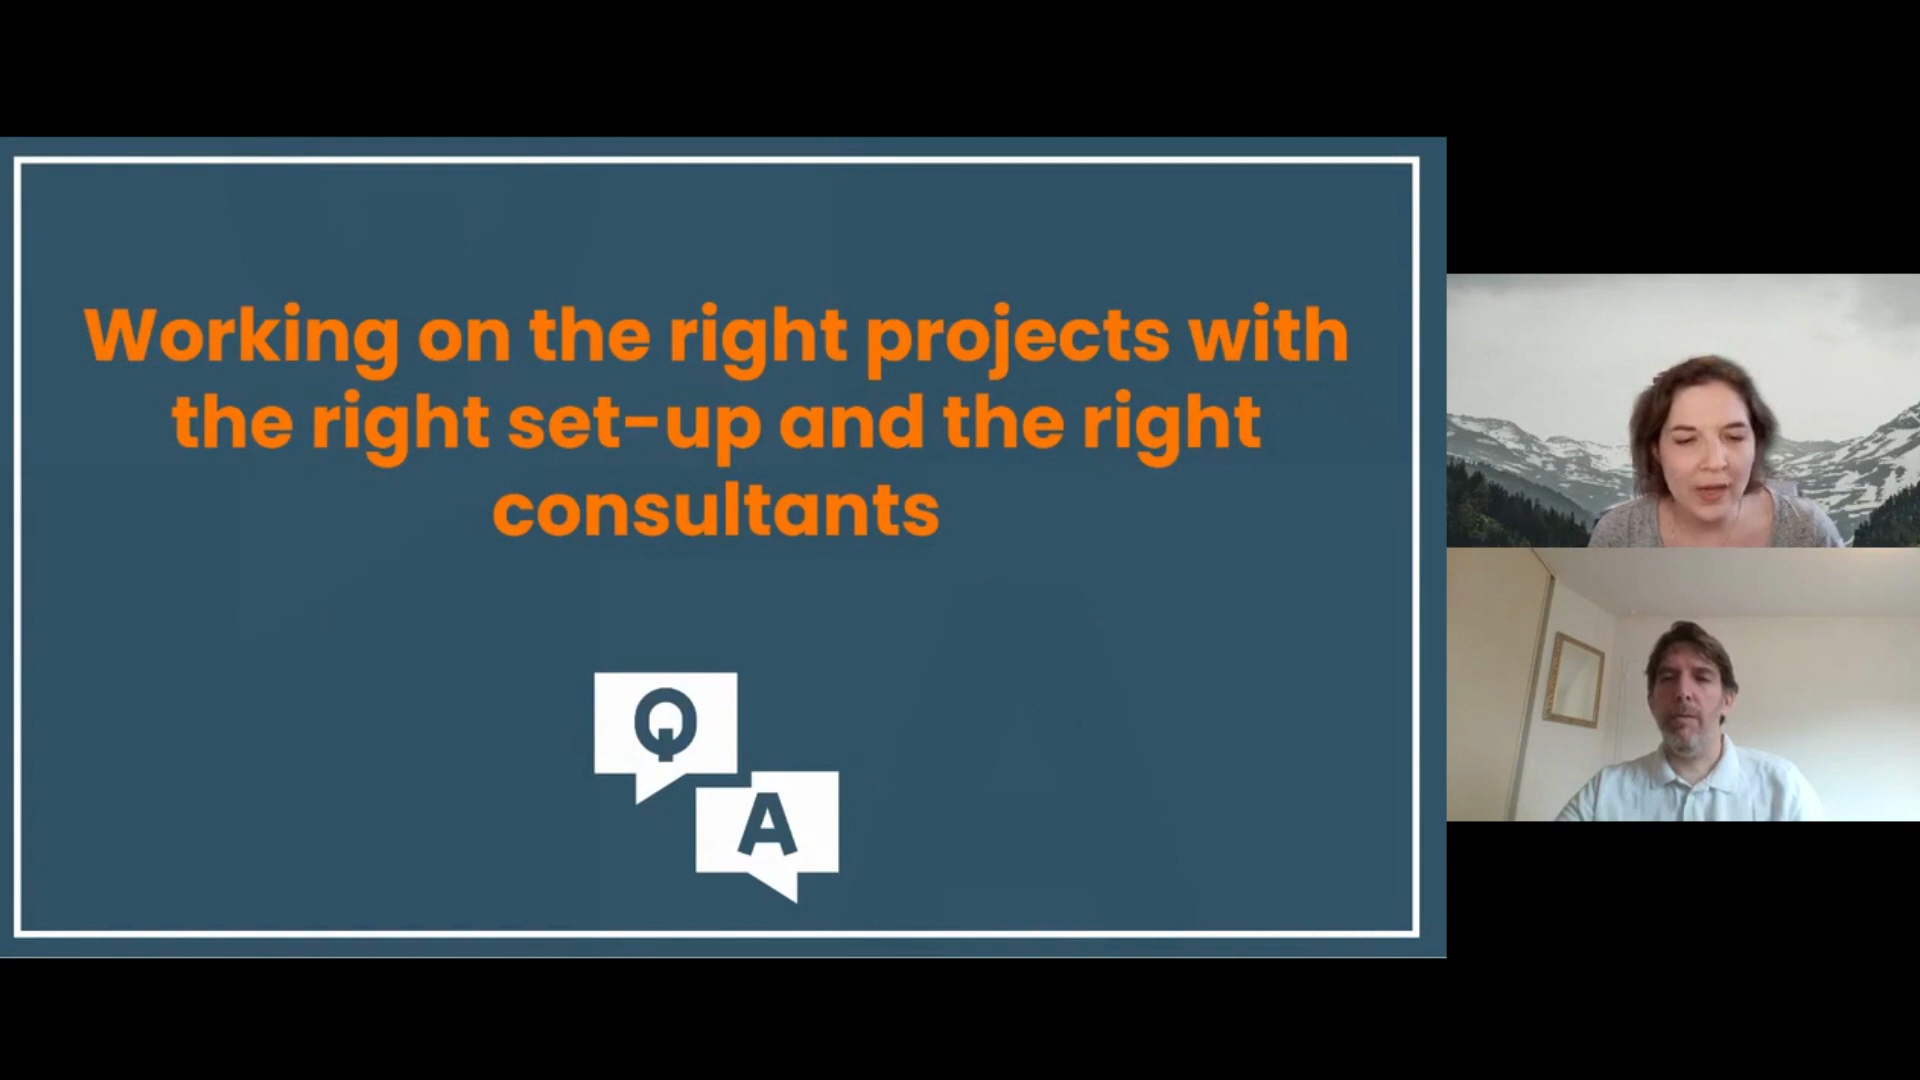 Working on the right projects with
the right set-up and the right
consultants
Q
A